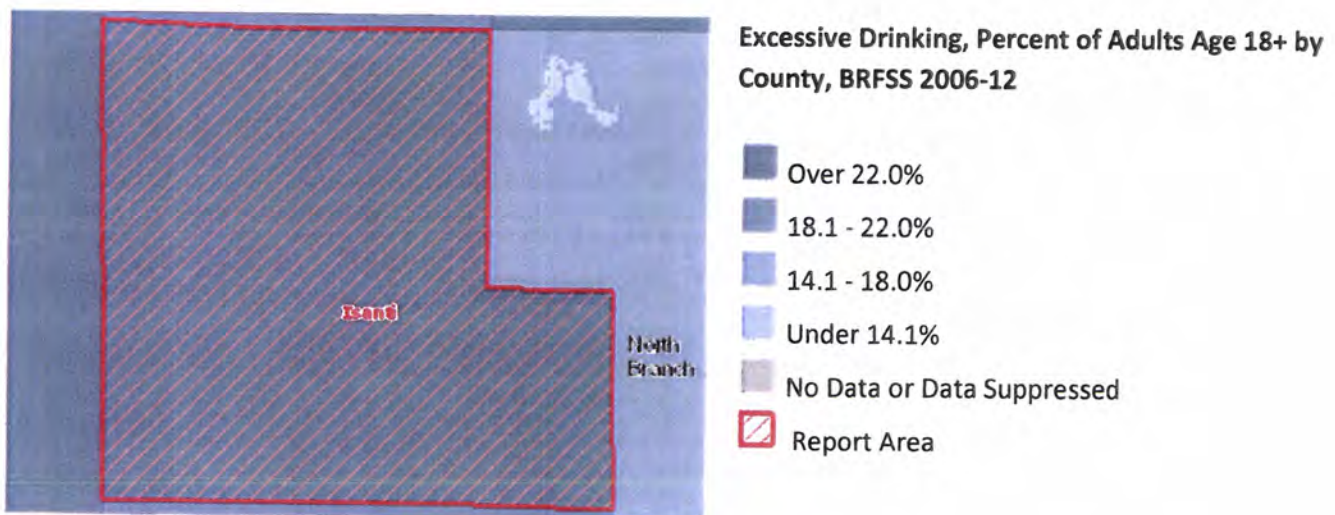 Excessive Drinking, Percent of Adults Age 18+ by
County, BRFSS 2006-12
Over 22.0%
18.1 - 22.0%
14.1 - 18.0%
Under 14.1%
No Data or Data Suppressed
Report Area
Isanti
North
Branch